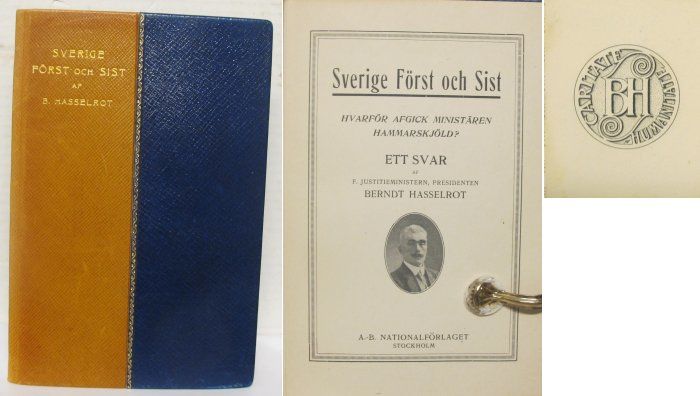 SVERIGE
FÖRST och SIST
AF
B. HASSELROT
Sverige Först och Sist
HVARFÖR AFGICK MINISTÄREN
HAMMARSKJÖLD?
ETT SVAR
AF
F. JUSTITIEMINISTERN, PRESIDENTEN
BERNDT HASSELROT
A.-B. NATIONALFÖRLAGET
STOCKHOLM
BH